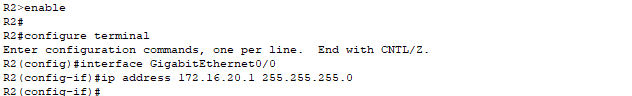 R2>enable
R2#
R2#configure terminal
Enter configuration commands, one per line.  End with CNTL/Z.
R2(config)#interface GigabitEthernet0/0
R2(config-if)#ip address 172.16.20.1 255.255.255.0
R2(config-if)#